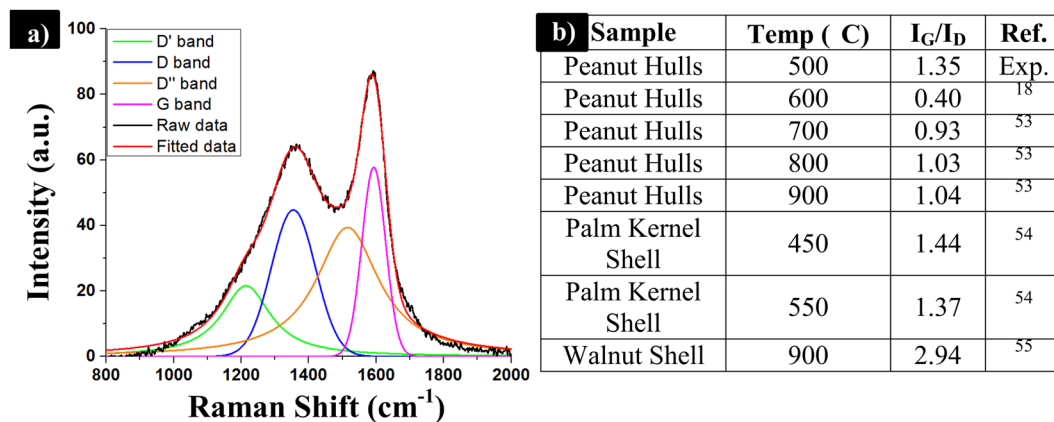 a)
100
80
60
40
20
0
Intensity (a.u.)
D' band
D band
D" band
G band
Raw data
Fitted data
800 1000 1200 1400 1600 1800 2000
Raman Shift (cm-1)
b) Sample Temp ( C) IG/ID Ref.
Peanut Hulls 500 1.35 Exp.
Peanut Hulls 600 0.40 18
Peanut Hulls 700 0.93 53
Peanut Hulls 800 1.03 53
Peanut Hulls 900 1.04 53
Palm Kernel
Shell 450 1.44 54
Palm Kernel
Shell 550 1.37 54
Walnut Shell 900 2.94 55